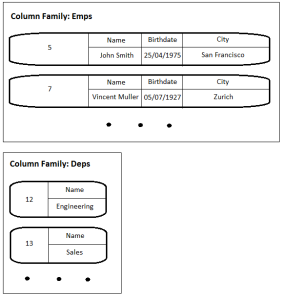 Column Family: Emps
Name Birthdate City
5
John Smith 25/04/1975 San Francisco
Name Birthdate City
7
Vincent Muller 05/07/1927 Zurich
Column Family: Deps
Name
12
Engineering
Name
13
Sales